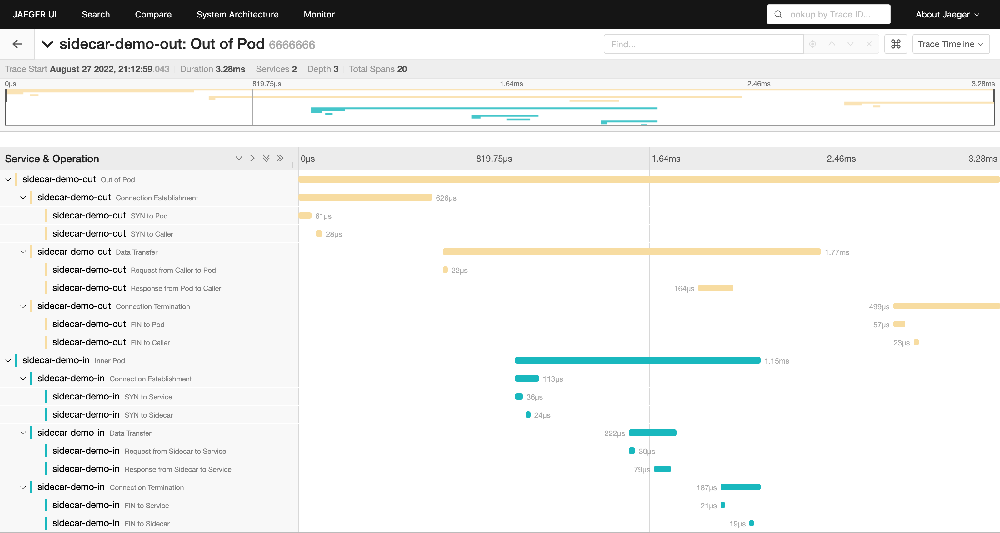 JAEGER UI Search Compare System Architecture Monitor Lookup by Trace ID... About Jaeger
sidecar-demo-out: Out of Pod 6666666 Find... ⌘ Trace Timeline
Trace Start August 27 2022, 21:12:59.043 Duration 3.28ms Services 2 Depth 3 Total Spans 20
0μs 819.75μs 1.64ms 2.46ms 3.28ms
Service & Operation 0μs 819.75μs 1.64ms 2.46ms 3.28ms
sidecar-demo-out Out of Pod
sidecar-demo-out Connection Establishment 626μs
sidecar-demo-out SYN to Pod 61μs
sidecar-demo-out SYN to Caller 28μs
sidecar-demo-out Data Transfer 1.77ms
sidecar-demo-out Request from Caller to Pod 22μs
sidecar-demo-out Response from Pod to Caller 164μs
sidecar-demo-out Connection Termination 499μs
sidecar-demo-out FIN to Pod 57μs
sidecar-demo-out FIN to Caller 23μs
sidecar-demo-in Inner Pod 1.15ms
sidecar-demo-in Connection Establishment 113μs
sidecar-demo-in SYN to Service 36μs
sidecar-demo-in SYN to Sidecar 24μs
sidecar-demo-in Data Transfer 222μs
sidecar-demo-in Request from Sidecar to Service 30μs
sidecar-demo-in Response from Sidecar to Service 79μs
sidecar-demo-in Connection Termination 187μs
sidecar-demo-in FIN to Service 21μs
sidecar-demo-in FIN to Sidecar 19μs